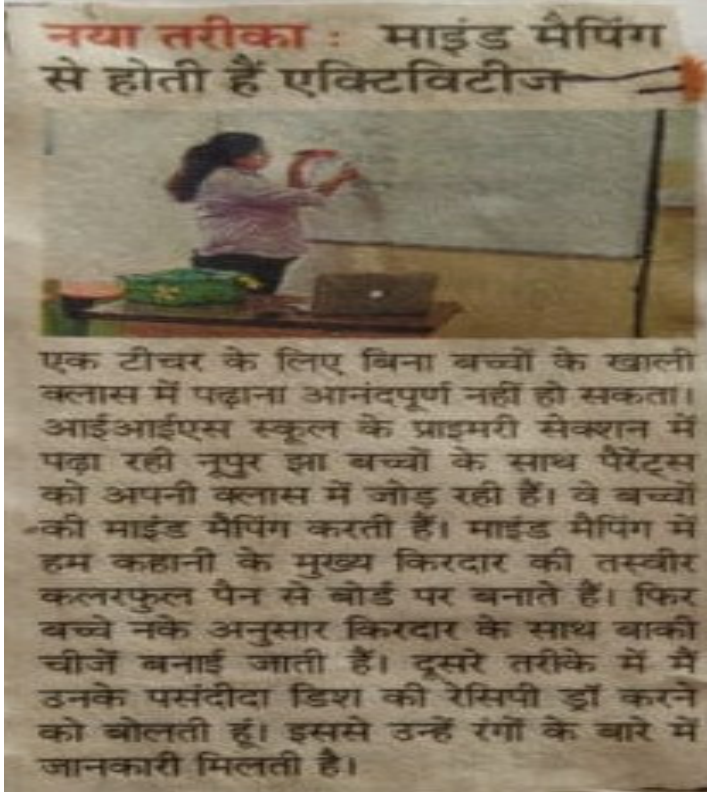 नया तरीका : माइंड मैपिंग
से होती हैं एक्टिविटीज
एक टीचर के लिए बिना बच्चों के खाली
क्लास में पढ़ाना आनंदपूर्ण नहीं हो सकता।
आईआईएस स्कूल के प्राइमरी सेक्शन में
पढ़ा रही नूपुर झा बच्चों के साथ पैरेंट्स
को अपनी क्लास में जोड़ रही हैं। वे बच्चों
की माइंड मैपिंग करती हैं। माइंड मैपिंग में
हम कहानी के मुख्य किरदार की तस्वीर
कलरफुल पैन से बोर्ड पर बनाते हैं। फिर
बच्चे नके अनुसार किरदार के साथ बाकी
चीजें बनाई जाती हैं। दूसरे तरीके में मैं
उनके पसंदीदा डिश की रेसिपी ड्रॉ करने
को बोलती हूं। इससे उन्हें रंगों के बारे में
जानकारी मिलती है।